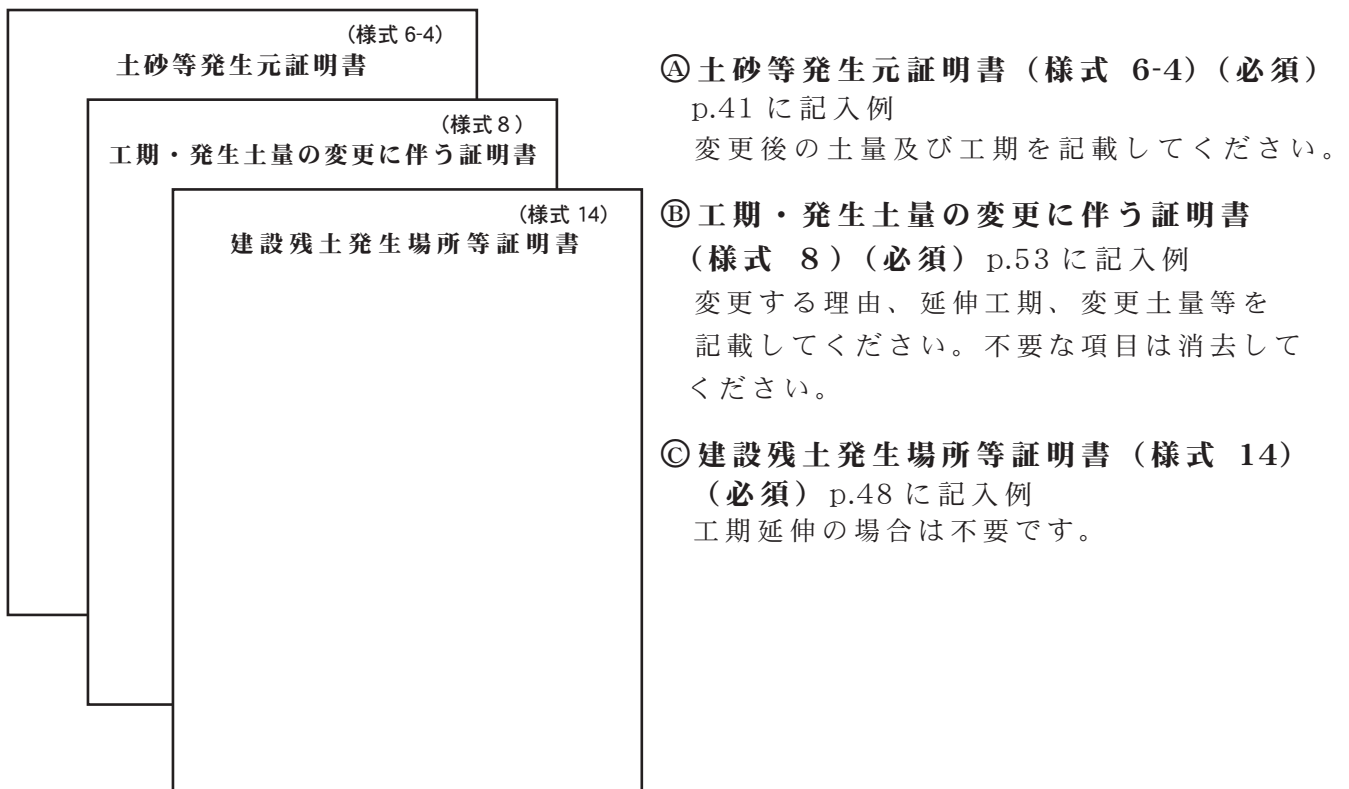 (様式 6-4)
土砂等発生元証明書
(様式8)
工期・発生土量の変更に伴う証明書
(様式 14)
建設残土発生場所等証明書
Ⓐ土砂等発生元証明書(様式 6-4)(必須)
p.41 に記入例
変更後の土量及び工期を記載してください。
Ⓑ工期・発生土量の変更に伴う証明書
(様式 8)(必須)p.53 に記入例
変更する理由、延伸工期、変更土量等を
記載してください。不要な項目は消去して
ください。
Ⓒ建設残土発生場所等証明書(様式 14)
(必須)p.48 に記入例
工期延伸の場合は不要です。